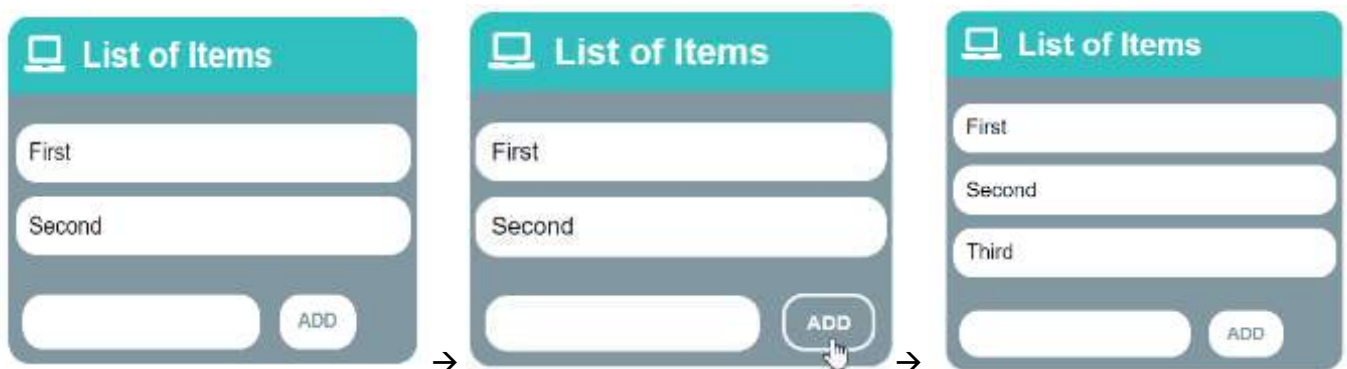 List of Items
First
Second
ADD
→
List of Items
First
Second
ADD
→
List of Items
First
Second
Third
ADD